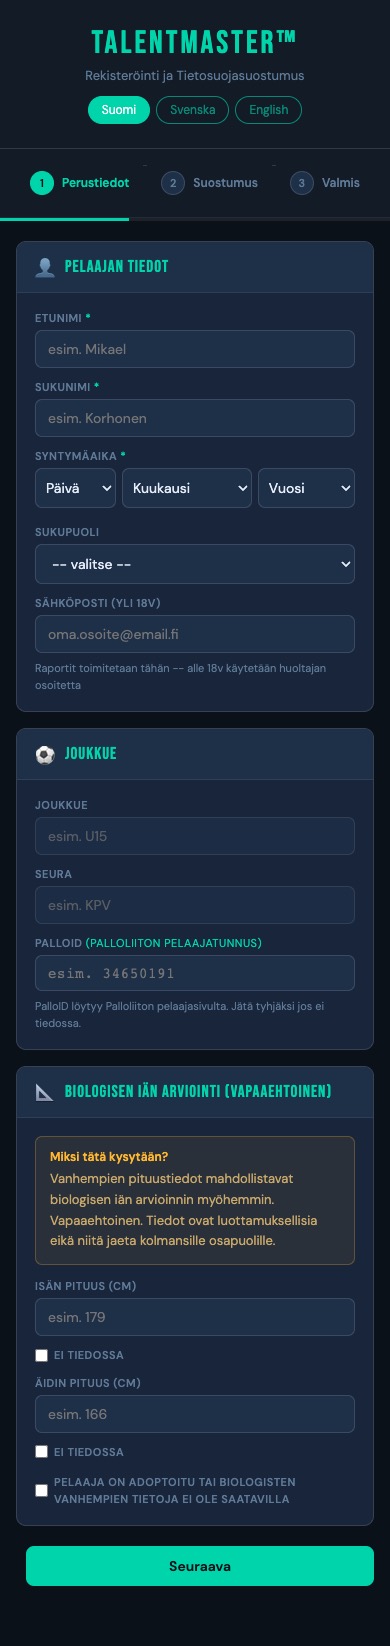 TALENTMASTER™
Rekisteröinti ja Tietosuojasuostumus
Suomi Svenska English
1 Perustiedot 2 Suostumus 3 Valmis
PELAAJAN TIEDOT
ETUNIMI *
esim. Mikael
SUKUNIMI *
esim. Korhonen
SYNTYMÄAIKA *
Päivä Kuukausi Vuosi
SUKUPUOLI
-- valitse --
SÄHKÖPOSTI (YLI 18V)
oma.osoite@email.fi
Raportit toimitetaan tähän -- alle 18v käytetään huoltajan
osoitetta
JOUKKUE
JOUKKUE
esim. U15
SEURA
esim. KPV
PALLOID (PALLOLIITON PELAAJATUNNUS)
esim. 34650191
PalloID löytyy Palloliiton pelaajasivulta. Jätä tyhjäksi jos ei
tiedossa.
BIOLOGISEN IÄN ARVIOINTI (VAPAAEHTOINEN)
Miksi tätä kysytään?
Vanhempien pituustiedot mahdollistavat
biologisen iän arvioinnin myöhemmin.
Vapaaehtoinen. Tiedot ovat luottamuksellisia
eikä niitä jaeta kolmansille osapuolille.
ISÄN PITUUS (CM)
esim. 179
EI TIEDOSSA
ÄIDIN PITUUS (CM)
esim. 166
EI TIEDOSSA
PELAAJA ON ADOPTOITU TAI BIOLOGISTEN
VANHEMPIEN TIETOJA EI OLE SAATAVILLA
Seuraava